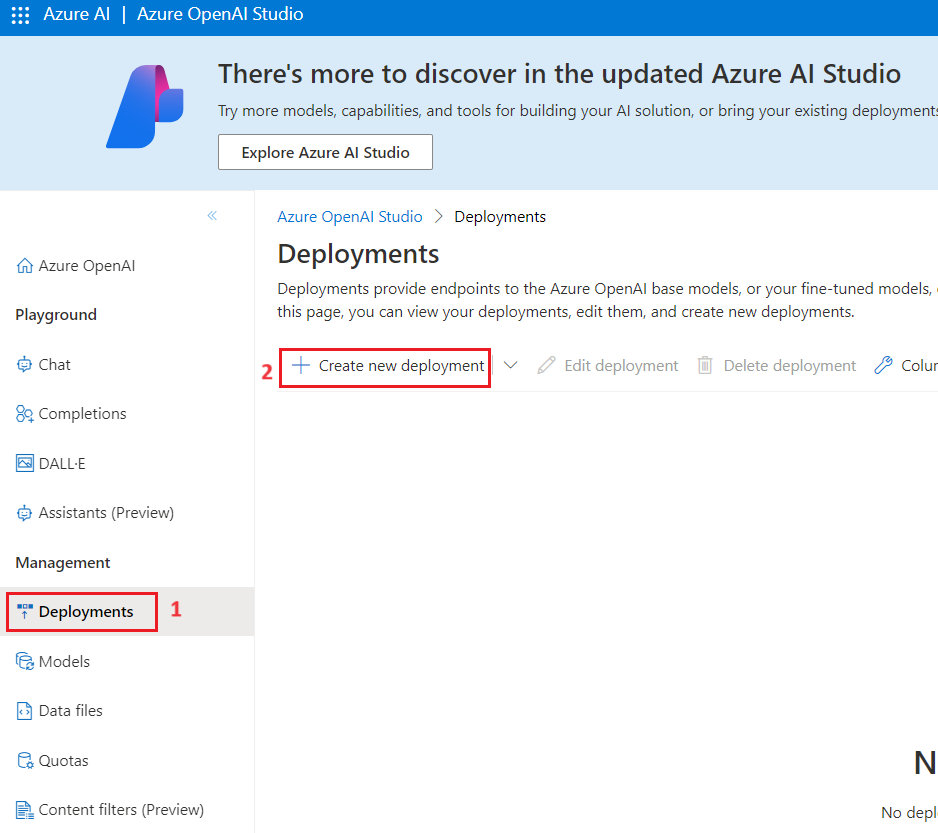 Azure AI | Azure OpenAI Studio
There's more to discover in the updated Azure AI Studio
Try more models, capabilities, and tools for building your AI solution, or bring your existing deployments
Explore Azure AI Studio
Azure OpenAI Studio > Deployments
Deployments
Deployments provide endpoints to the Azure OpenAI base models, or your fine-tuned models,
this page, you can view your deployments, edit them, and create new deployments.
2 Create new deployment Edit deployment Delete deployment Colu
Azure OpenAI
Playground
Chat
Completions
DALL·E
Assistants (Preview)
Management
Deployments 1
Models
Data files
Quotas
Content filters (Preview)
N
No depl